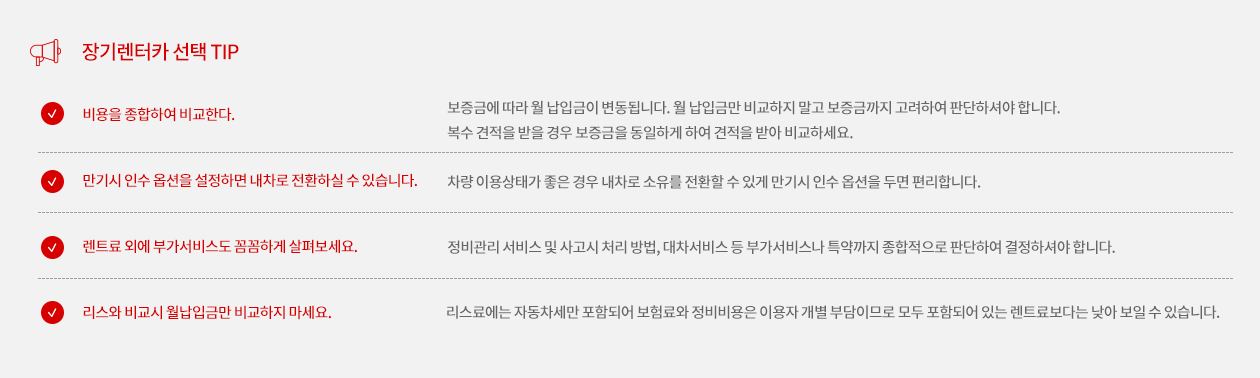 장기렌터카 선택 TIP
비용을 종합하여 비교한다.
보증금에 따라 월 납입금이 변동됩니다. 월 납입금만 비교하지 말고 보증금까지 고려하여 판단하셔야 합니다.
복수 견적을 받을 경우 보증금을 동일하게 하여 견적을 받아 비교하세요.
만기시 인수 옵션을 설정하면 내차로 전환하실 수 있습니다.
차량 이용상태가 좋은 경우 내차로 소유를 전환할 수 있게 만기시 인수 옵션을 두면 편리합니다.
렌트료 외에 부가서비스도 꼼꼼하게 살펴보세요.
정비관리 서비스 및 사고시 처리 방법, 대차서비스 등 부가서비스나 특약까지 종합적으로 판단하여 결정하셔야 합니다.
리스와 비교시 월납입금만 비교하지 마세요.
리스료에는 자동차세만 포함되어 보험료와 정비비용은 이용자 개별 부담이므로 모두 포함되어 있는 렌트료보다는 낮아 보일 수 있습니다.